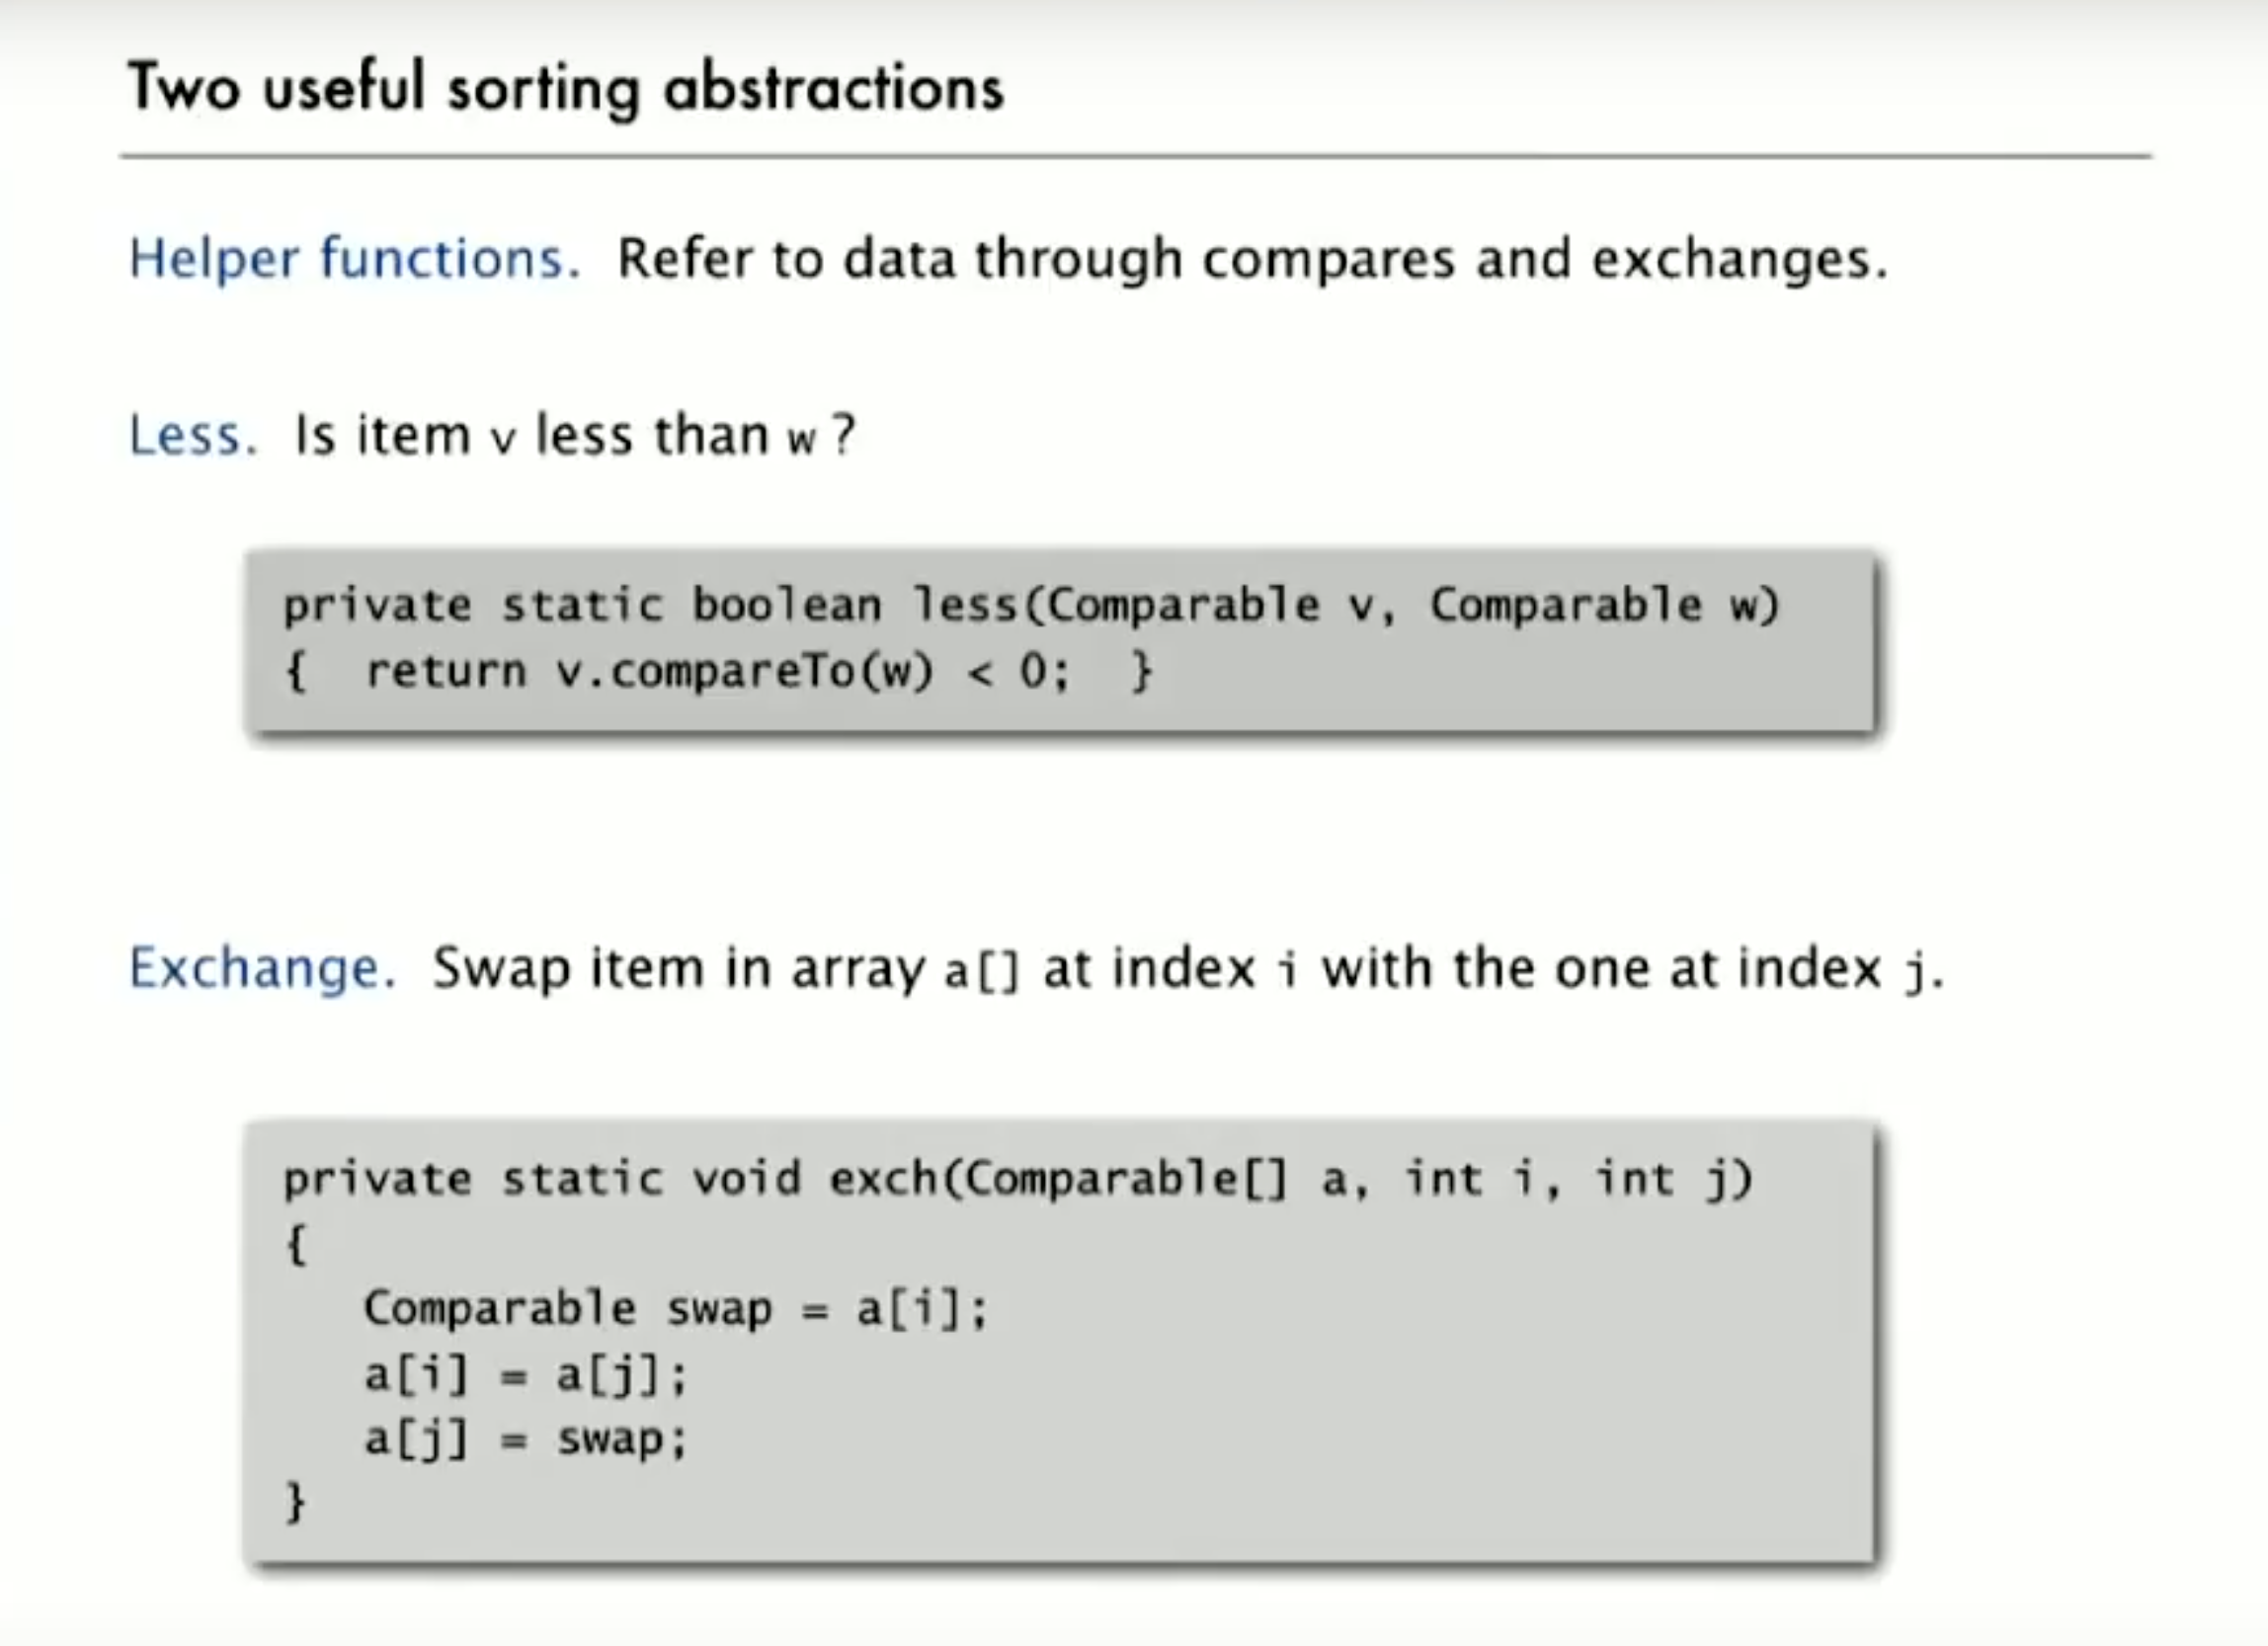 Two useful sorting abstractions
Helper functions. Refer to data through compares and exchanges.
Less. Is item v less than w ?
private static boolean less(Comparable v, Comparable w)
{ return v.compareTo(w) < 0; }
Exchange. Swap item in array a[] at index i with the one at index j.
private static void exch(Comparable[] a, int i, int j)
{
Comparable swap = a[i];
a[i] = a[j];
a[j] = swap;
}